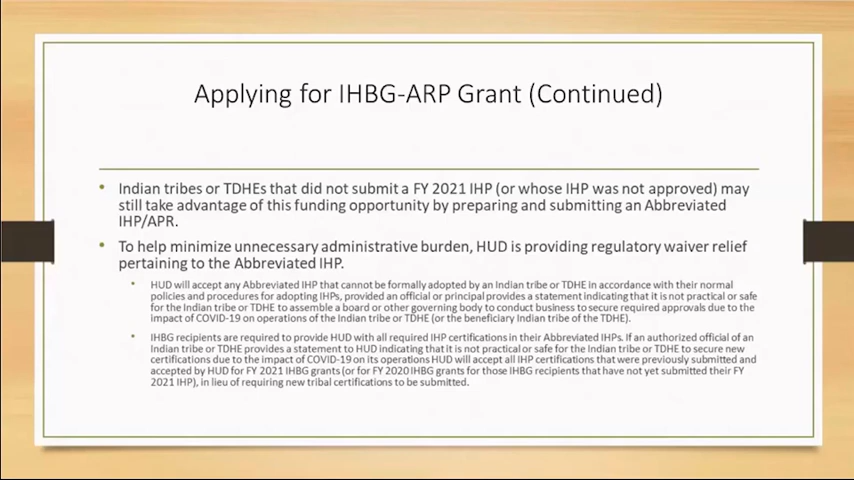 Applying for IHBG-ARP Grant (Continued)
• Indian tribes or TDHEs that did not submit a FY 2021 IHP (or whose IHP was not approved) may
still take advantage of this funding opportunity by preparing and submitting an Abbreviated
IHP/APR.
• To help minimize unnecessary administrative burden, HUD is providing regulatory waiver relief
pertaining to the Abbreviated IHP.
• HUD will accept any Abbreviated IHP that cannot be formally adopted by an Indian tribe or TDHE in accordance with their normal
policies and procedures for adopting IHPs, provided an official or principal provides a statement indicating that it is not practical or safe
for the Indian tribe or TDHE to assemble a board or other governing body to conduct business to secure required approvals due to the
impact of COVID-19 on operations of the Indian tribe or TDHE (or the beneficiary Indian tribe of the TDHE).
• IHBG recipients are required to provide HUD with all required IHP certifications in their Abbreviated IHPs. If an authorized official of an
Indian tribe or TDHE provides a statement to HUD indicating that it is not practical or safe for the Indian tribe or TDHE to secure new
certifications due to the impact of COVID-19 on its operations HUD will accept all IHP certifications that were previously submitted and
accepted by HUD for FY 2021 IHBG grants (or for FY 2020 IHBG grants for those IHBG recipients that have not yet submitted their FY
2021 IHP), in lieu of requiring new tribal certifications to be submitted.